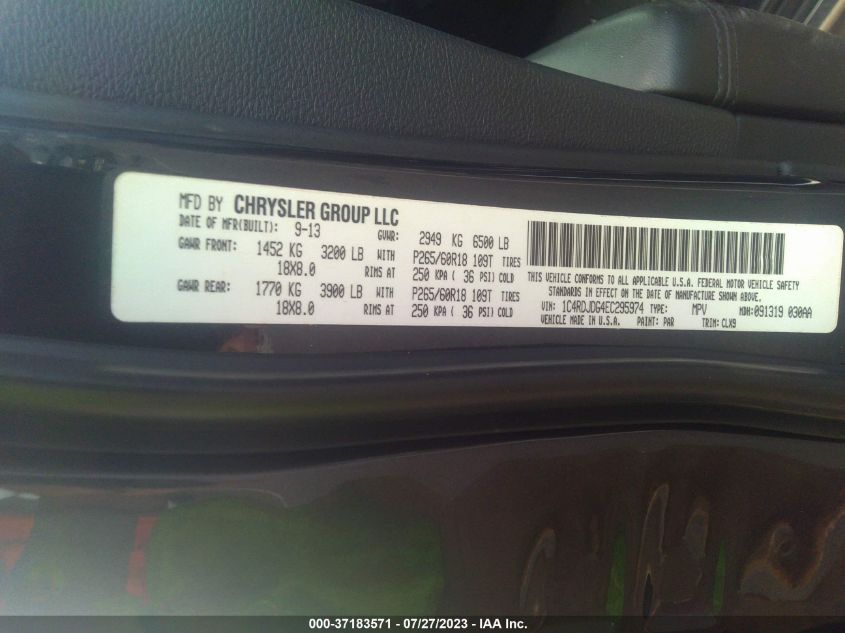 MFD BY CHRYSLER GROUP LLC
DATE OF MFR(BUILT): 9-13 GVWR: 2949 KG 6500 LB
GAWR FRONT: 1452 KG 3200 LB WITH P265/60R18 109T TIRES
18X8.0 RIMS AT 250 KPA ( 36 PSI) COLD
GAWR REAR: 1770 KG 3900 LB WITH P265/60R18 109T TIRES
18X8.0 RIMS AT 250 KPA ( 36 PSI) COLD
THIS VEHICLE CONFORMS TO ALL APPLICABLE U.S.A. FEDERAL MOTOR VEHICLE SAFETY
STANDARDS IN EFFECT ON THE DATE OF MANUFACTURE SHOWN ABOVE.
VIN: 1C4RDJDG4EC295974 TYPE: MPV MDH:091319 030AA
VEHICLE MADE IN U.S.A. PAINT: PAR TRIM: CLX9
000-37183571 / 07/27/2023 - IAA Inc.